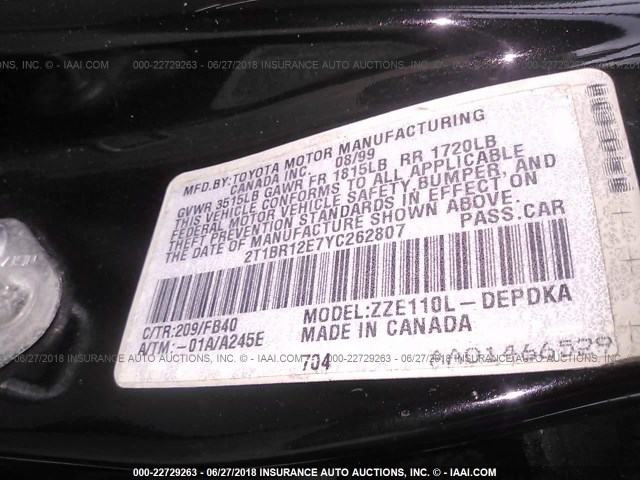 000-22729263 - 06/27/2018 INSURANCE AUTO AUCTIONS, INC. - IAAI.COM
MFD.BY:TOYOTA MOTOR MANUFACTURING
CANADA INC. 08/99
GVWR 3515LB GAWR FR 1815LB RR 1720LB
THIS VEHICLE CONFORMS TO ALL APPLICABLE
FEDERAL MOTOR VEHICLE SAFETY,BUMPER, AND
THEFT PREVENTION STANDARDS IN EFFECT ON
THE DATE OF MANUFACTURE SHOWN ABOVE.
2T1BR12E7YC262807 PASS.CAR
C/TR:209/FB40 MODEL:ZZE110L-DEPDKA
A/TM:-01A/A245E MADE IN CANADA
704
000-22729263 - 06/27/2018 INSURANCE AUTO AUCTIONS, INC. - IAAI.COM